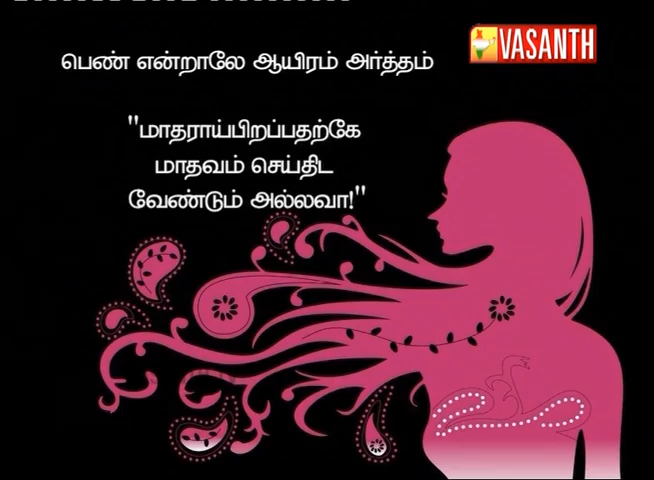 VASANTH
பெண் என்றாலே ஆயிரம் அர்த்தம்
"மாதராய்பிறப்பதற்கே
மாதவம் செய்திட
வேண்டும் அல்லவா!"